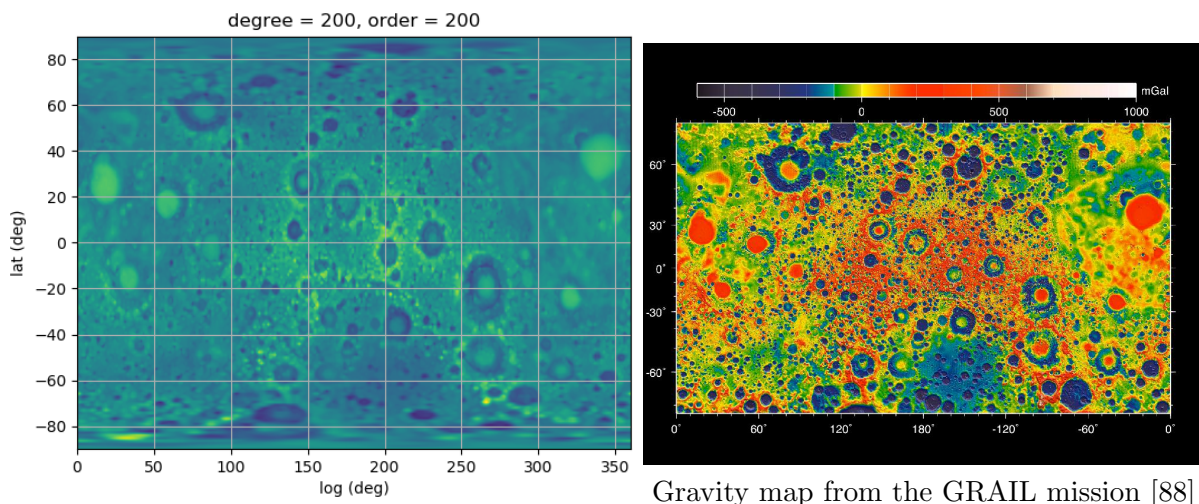 degree = 200, order = 200
80
60
40
20
0
−20
−40
−60
−80
lat (deg)
0 50 100 150 200 250 300 350
log (deg)
mGal
-500 0 500 1000
60˚
30˚
0˚
-30˚
-60˚
0˚ 60˚ 120˚ 180˚ -120˚ -60˚ 0˚
Gravity map from the GRAIL mission [88]